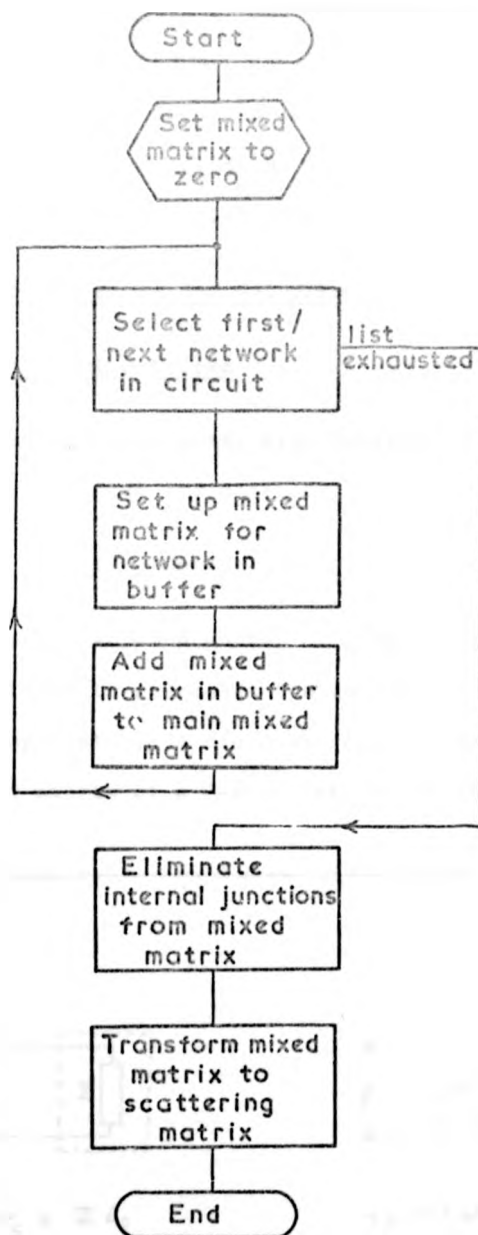 Start
Set mixed
matrix to
zero
Select first/
next network
in circuit
list
exhausted
Set up mixed
matrix for
network in
buffer
Add mixed
matrix in buffer
to main mixed
matrix
Eliminate
internal junctions
from mixed
matrix
Transform mixed
matrix to
scattering
matrix
End